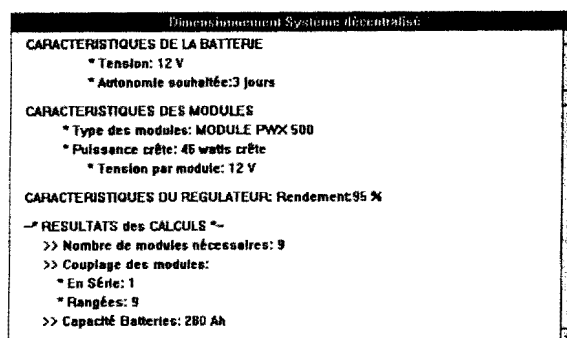 Dimensionnement Système décentralisé
CARACTERISTIQUES DE LA BATTERIE
* Tension: 12 V
* Autonomie souhaitée:3 jours
CARACTERISTIQUES DES MODULES
* Type des modules: MODULE PWX 500
* Puissance crête: 45 watts crête
* Tension par module: 12 V
CARACTERISTIQUES DU REGULATEUR: Rendement:95 %
-* RESULTATS des CALCULS *-
>> Nombre de modules nécessaires: 9
>> Couplage des modules:
* En Série: 1
* Rangées: 9
>> Capacité Batteries: 280 Ah